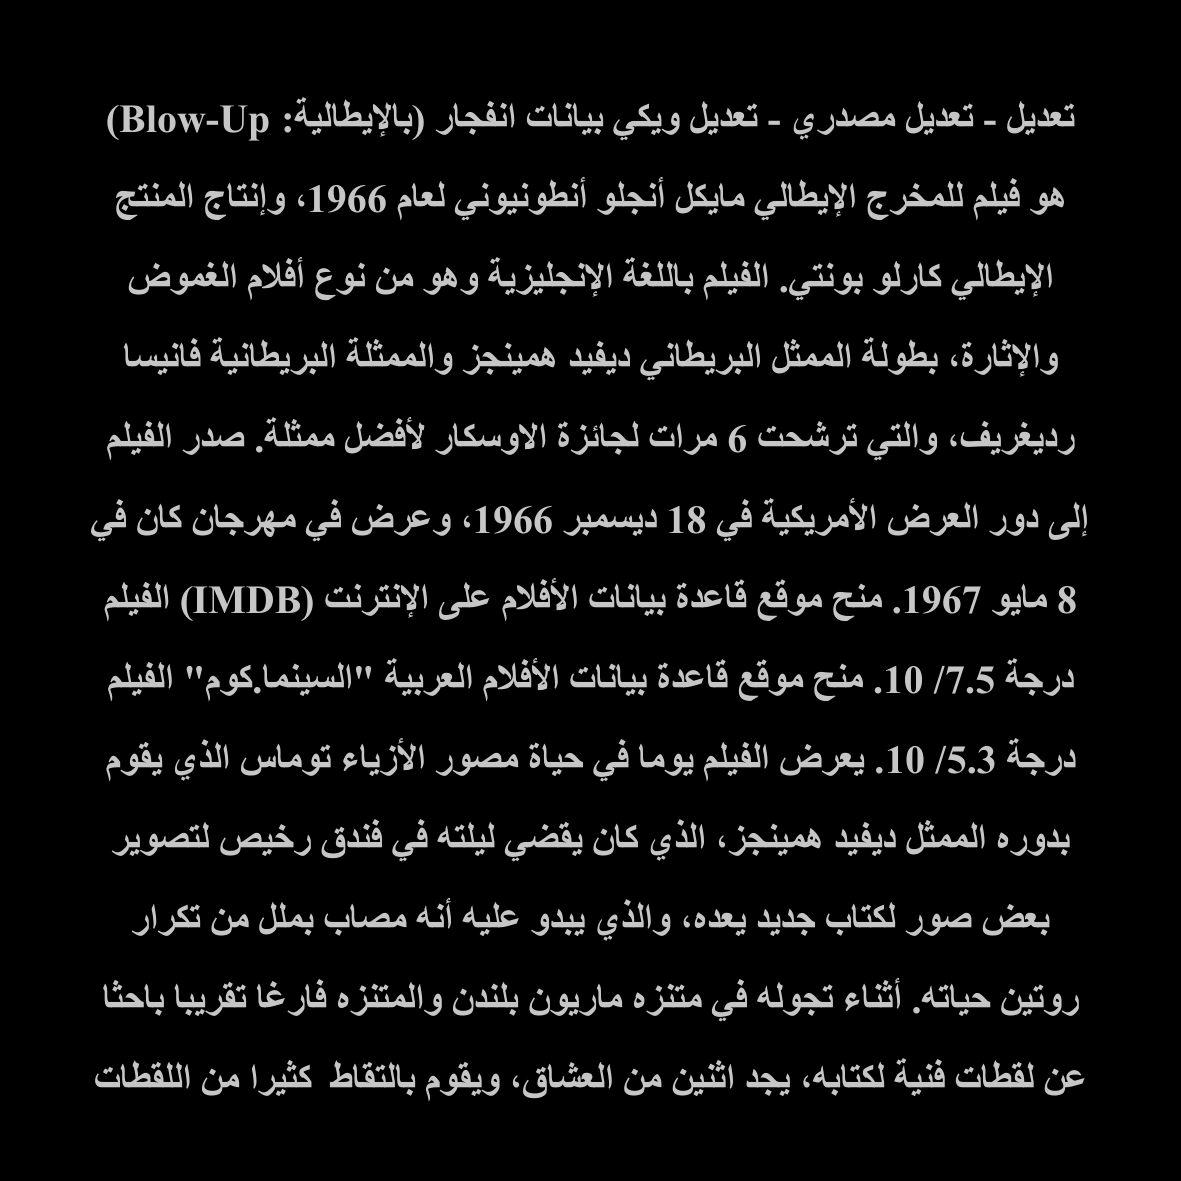 تعديل - تعديل مصدري - تعديل ويكي بيانات انفجار (بالإيطالية: Blow-Up)
هو فيلم للمخرج الإيطالي مايكل أنجلو أنطونيوني لعام 1966، وإنتاج المنتج
الإيطالي كارلو بونتي. الفيلم باللغة الإنجليزية وهو من نوع أفلام الغموض
والإثارة، بطولة الممثل البريطاني ديفيد همينجز والممثلة البريطانية فانيسا
رديغريف، والتي ترشحت 6 مرات لجائزة الاوسكار لأفضل ممثلة. صدر الفيلم
إلى دور العرض الأمريكية في 18 ديسمبر 1966، وعرض في مهرجان كان في
8 مايو 1967. منح موقع قاعدة بيانات الأفلام على الإنترنت (IMDB) الفيلم
درجة 7.5/ 10. منح موقع قاعدة بيانات الأفلام العربية "السينما.كوم" الفيلم
درجة 5.3/ 10. يعرض الفيلم يوما في حياة مصور الأزياء توماس الذي يقوم
بدوره الممثل ديفيد همينجز، الذي كان يقضي ليلته في فندق رخيص لتصوير
بعض صور لكتاب جديد يعده، والذي يبدو عليه أنه مصاب بملل من تكرار
روتين حياته. أثناء تجوله في متنزه ماريون بلندن والمتنزه فارغا تقريبا باحثا
عن لقطات فنية لكتابه، يجد اثنين من العشاق، ويقوم بالتقاط كثيرا من اللقطات